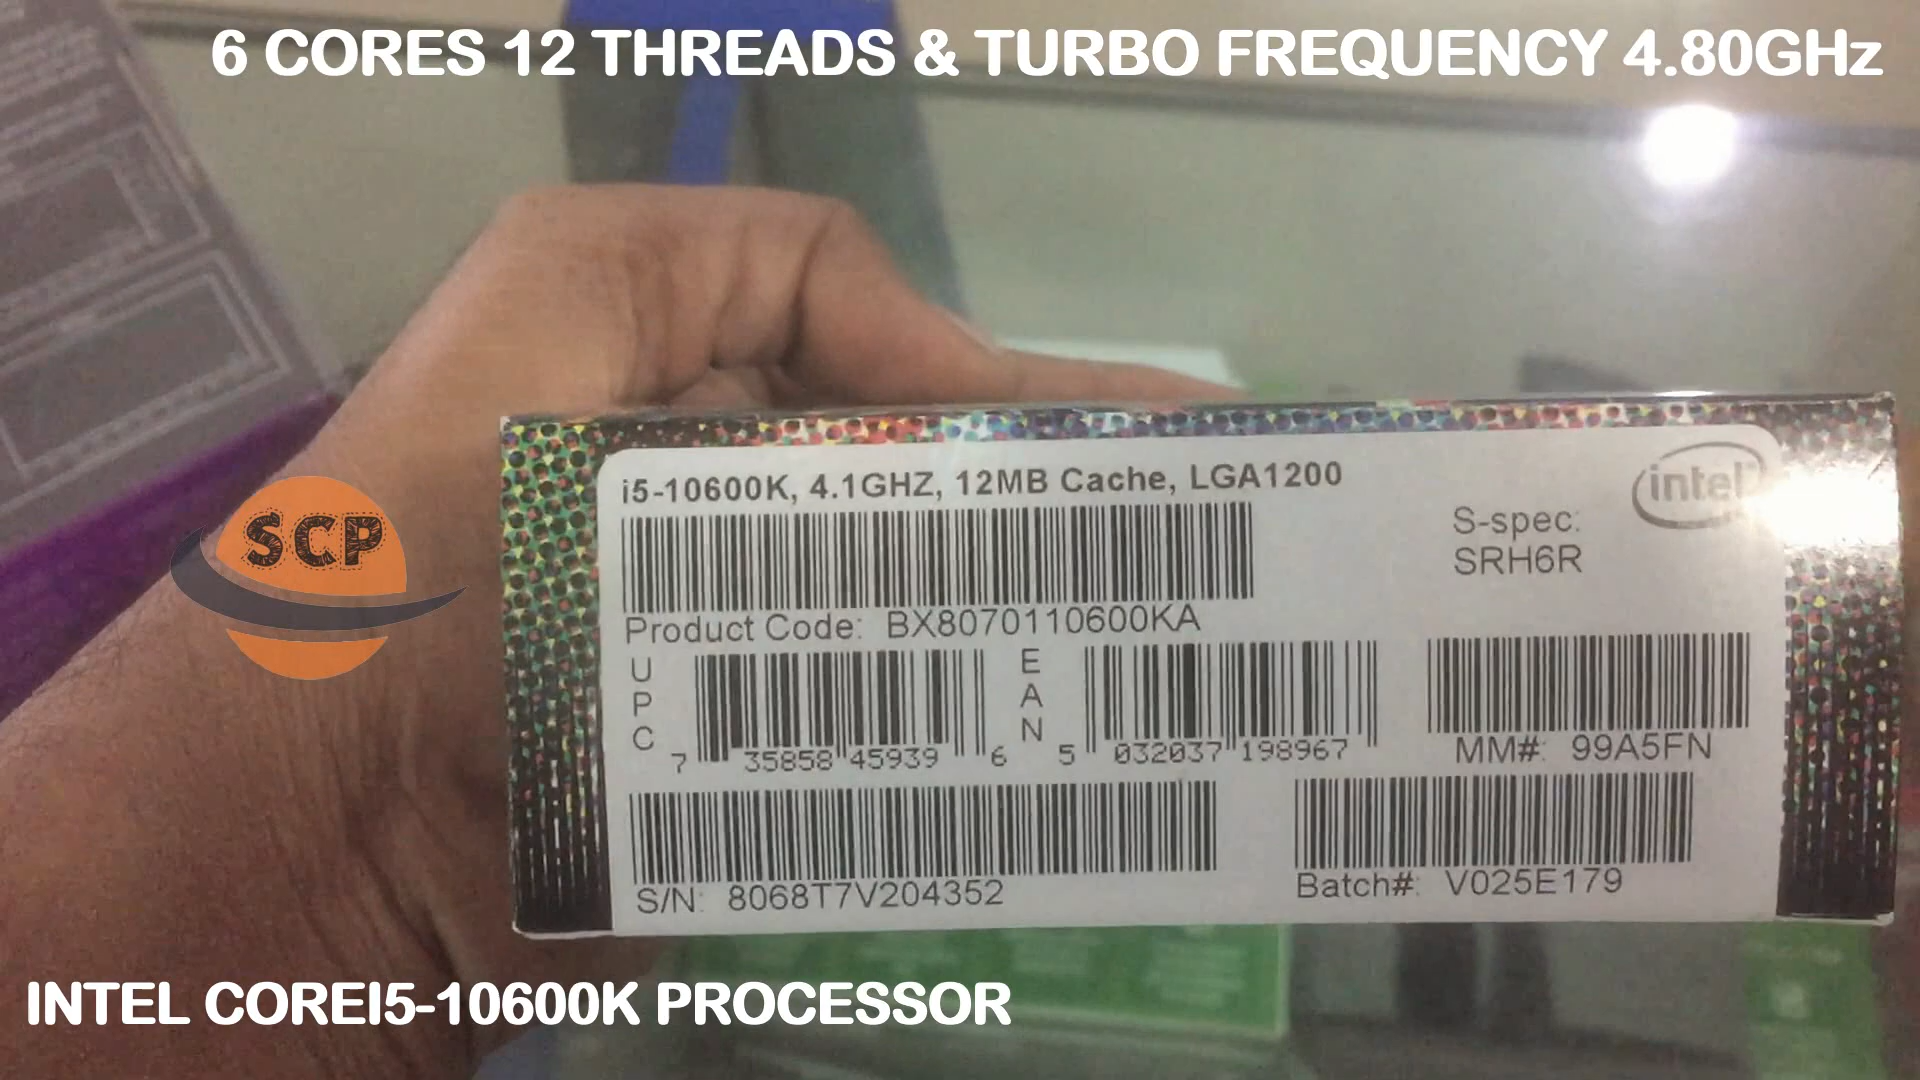 6 CORES 12 THREADS & TURBO FREQUENCY 4.80GHz
i5-10600K, 4.1GHZ, 12MB Cache, LGA1200
intel
S-spec:
SRH6R
Product Code: BX8070110600KA
UPC
7 35858 45939 6
EAN
5 032037 198967
MM#: 99A5FN
S/N: 8068T7V204352
Batch#: V025E179
SCP
INTEL COREI5-10600K PROCESSOR